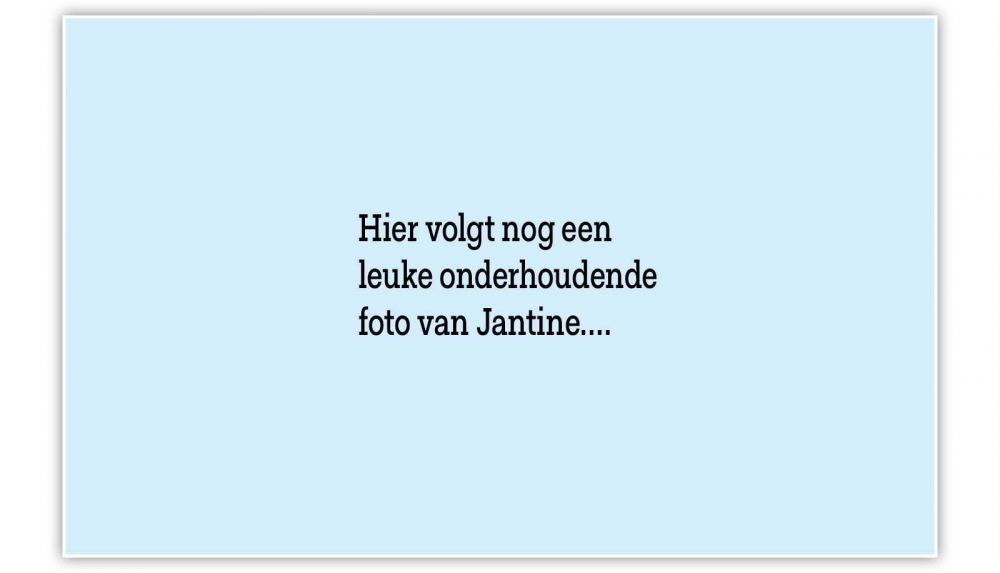 Hier volgt nog een
leuke onderhoudende
foto van Jantine....